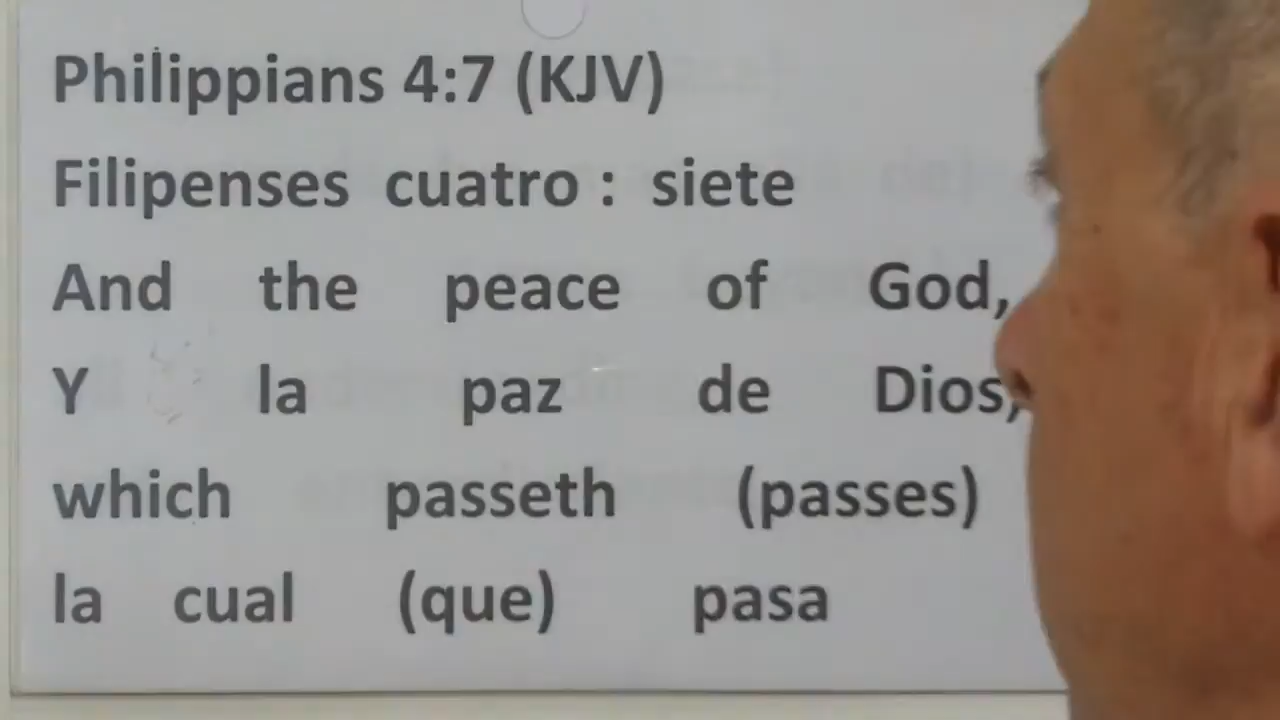 Philippians 4:7 (KJV)
Filipenses cuatro : siete
And the peace of God,
Y la paz de Dios,
which passeth (passes)
la cual (que) pasa